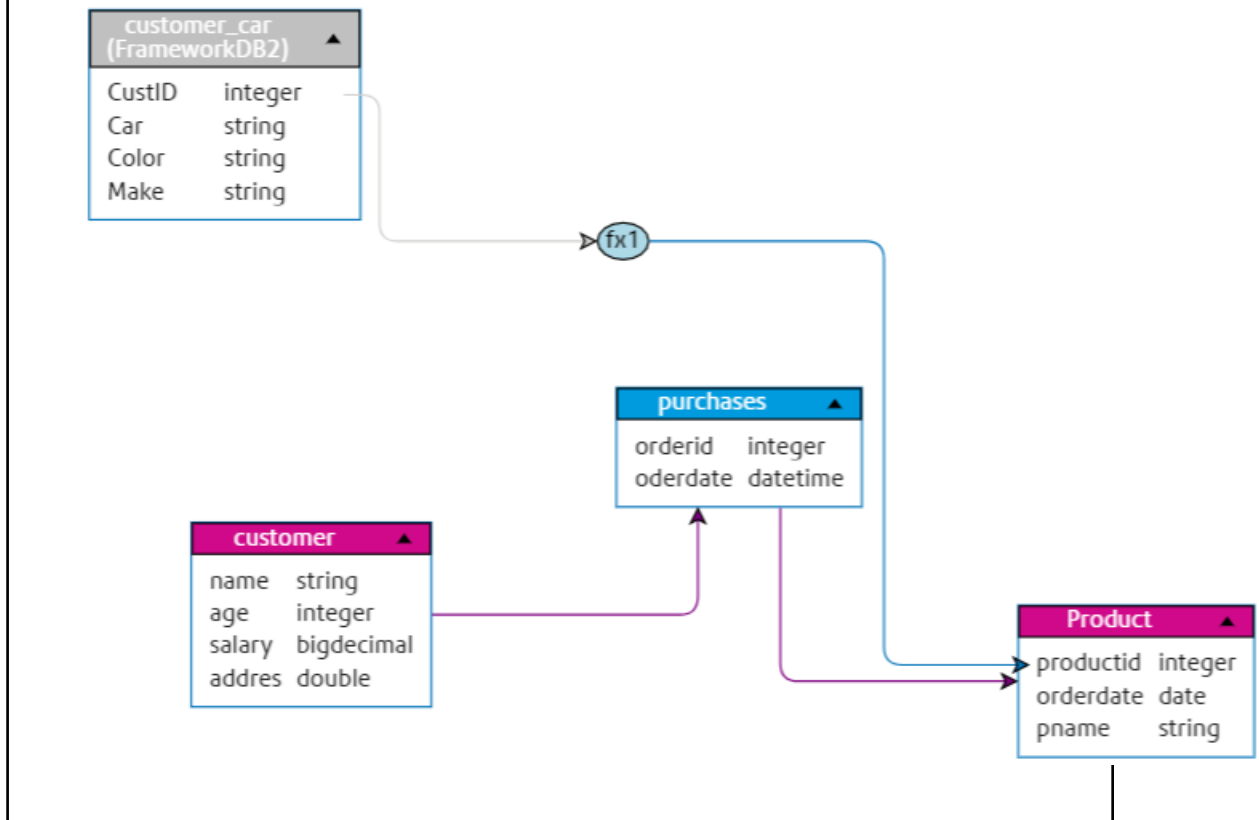 customer_car
(FrameworkDB2)
CustID integer
Car string
Color string
Make string
fx1
purchases
orderid integer
oderdate datetime
customer
name string
age integer
salary bigdecimal
addres double
Product
productid integer
orderdate date
pname string